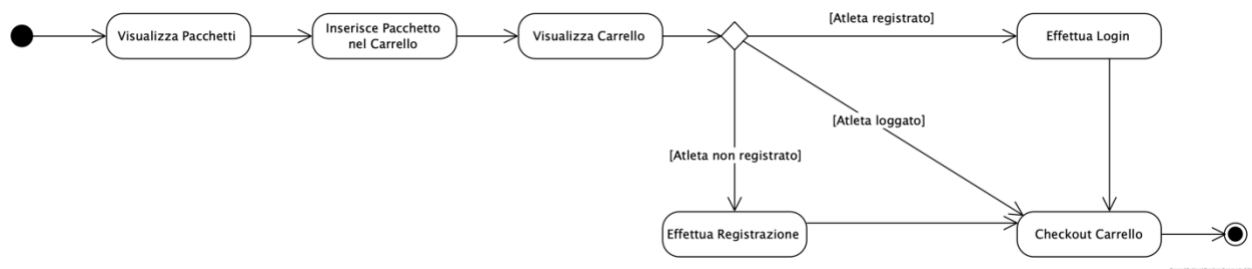 [Atleta registrato]
Visualizza Pacchetti
Inserisce Pacchetto
nel Carrello
Visualizza Carrello
Effettua Login
[Atleta loggato]
[Atleta non registrato]
Effettua Registrazione
Checkout Carrello